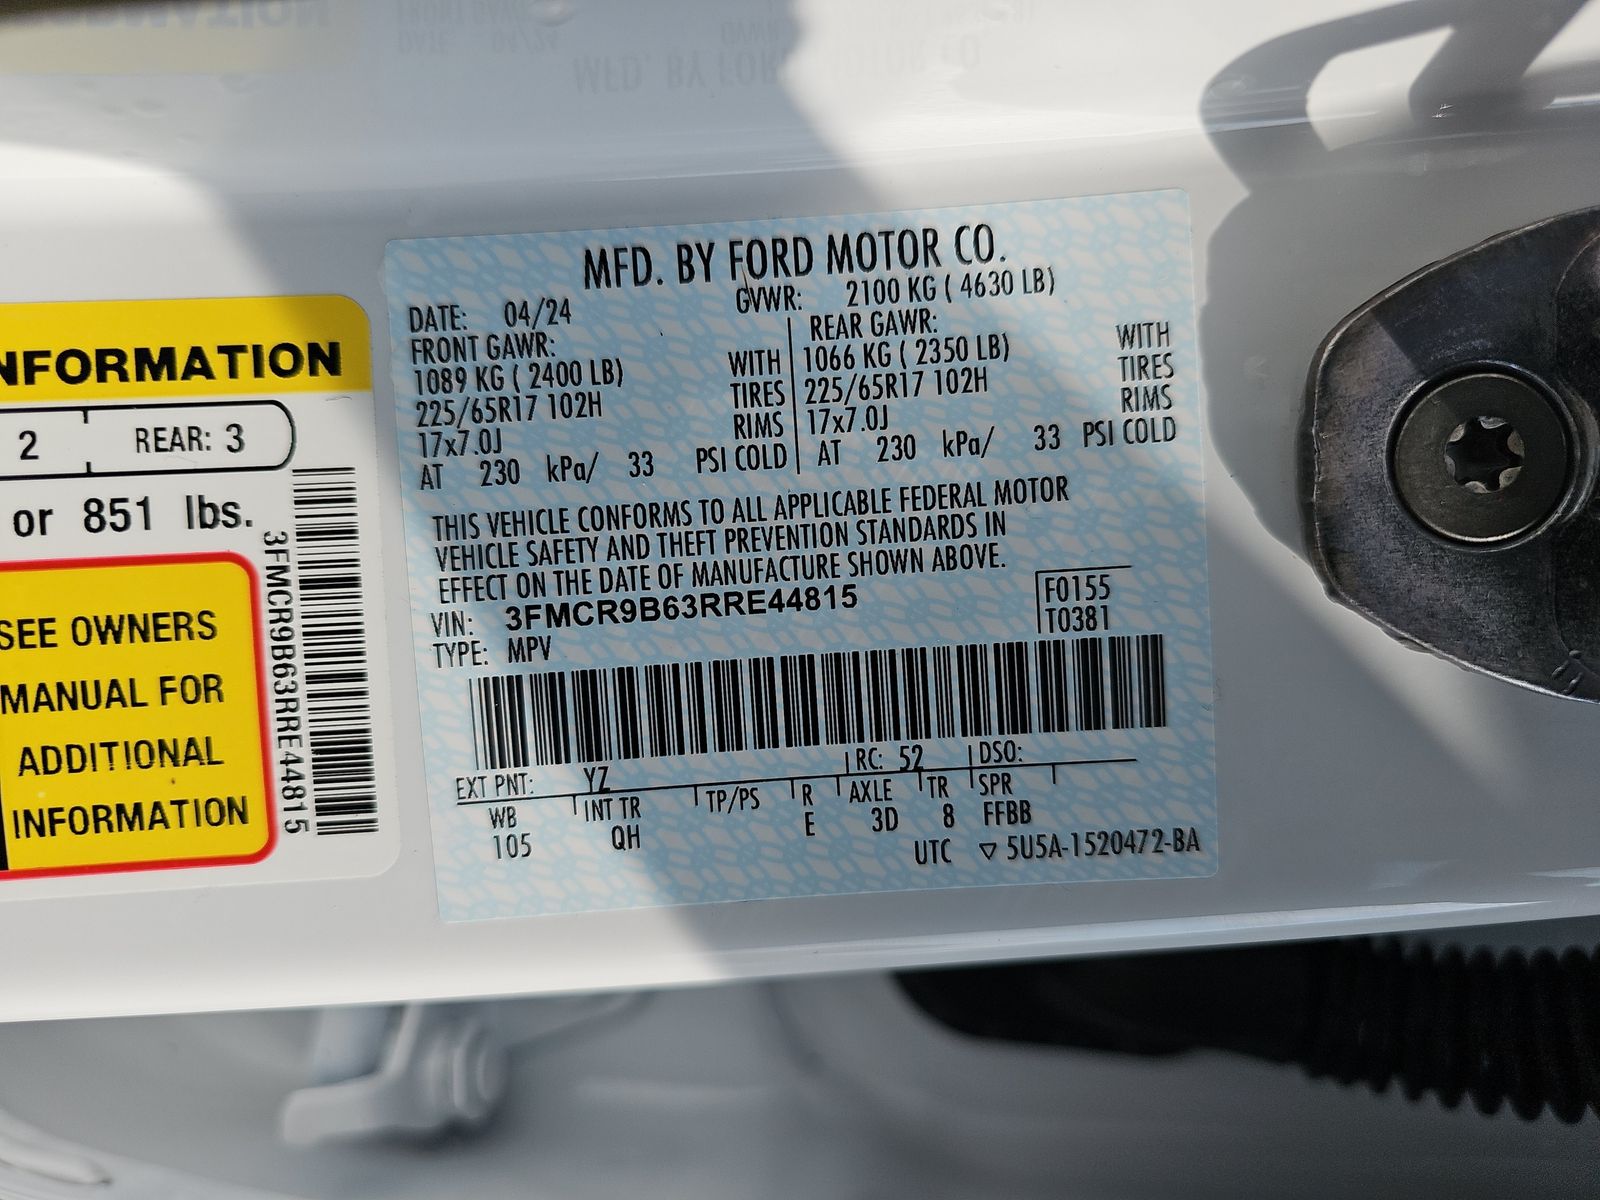 NFORMATION
2 REAR: 3
or 851 lbs.
SEE OWNERS
MANUAL FOR
ADDITIONAL
INFORMATION
3FMCR9B63RRE44815
MFD. BY FORD MOTOR CO.
DATE: 04/24 GVWR: 2100 KG ( 4630 LB)
FRONT GAWR: REAR GAWR:
1089 KG ( 2400 LB) WITH 1066 KG ( 2350 LB) WITH
225/65R17 102H TIRES 225/65R17 102H TIRES
17x7.0J RIMS 17x7.0J RIMS
AT 230 kPa/ 33 PSI COLD AT 230 kPa/ 33 PSI COLD
THIS VEHICLE CONFORMS TO ALL APPLICABLE FEDERAL MOTOR
VEHICLE SAFETY AND THEFT PREVENTION STANDARDS IN
EFFECT ON THE DATE OF MANUFACTURE SHOWN ABOVE.
VIN: 3FMCR9B63RRE44815 F0155
TYPE: MPV T0381
EXT PNT: YZ RC: 52 DSO:
WB INT TR TP/PS R AXLE TR SPR
105 QH E 3D 8 FFBB
UTC ▽ 5U5A-1520472-BA